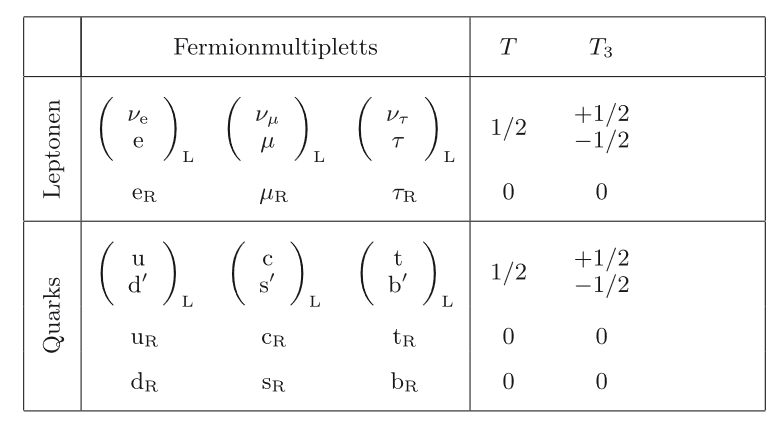 Fermionmultipletts T T₃
Leptonen
νe νμ ντ +1/2
e μ τ 1/2 −1/2
L L L
eR μR τR 0 0
Quarks
u c t +1/2
d′ s′ b′ 1/2 −1/2
L L L
uR cR tR 0 0
dR sR bR 0 0